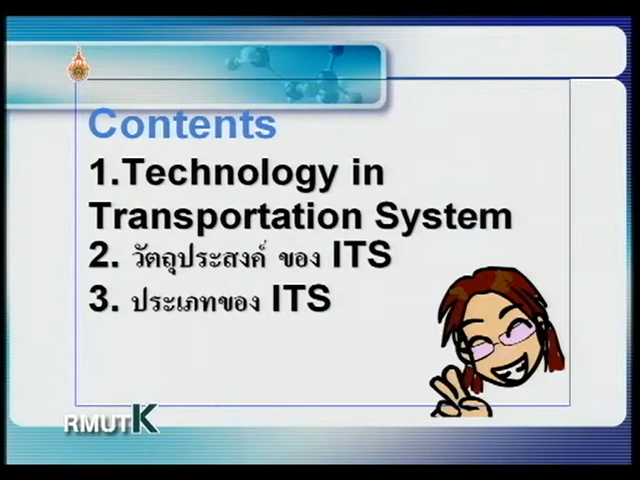 Contents
1.Technology in
Transportation System
2. วัตถุประสงค์ ของ ITS
3. ประเภทของ ITS
RMUTK